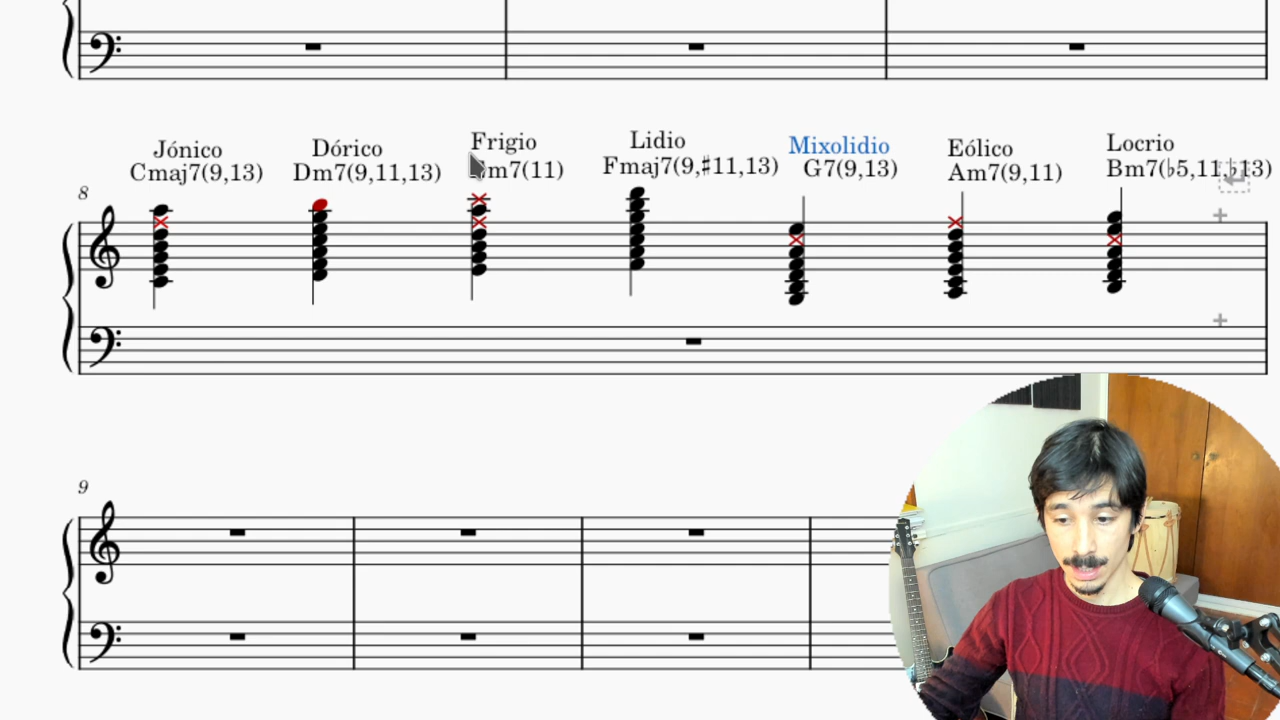 Jónico Dórico Frigio Lidio Mixolidio Eólico Locrio
Cmaj7(9,13) Dm7(9,11,13) m7(11) Fmaj7(9,♯11,13) G7(9,13) Am7(9,11) Bm7(♭5,11,♭13)
8
9